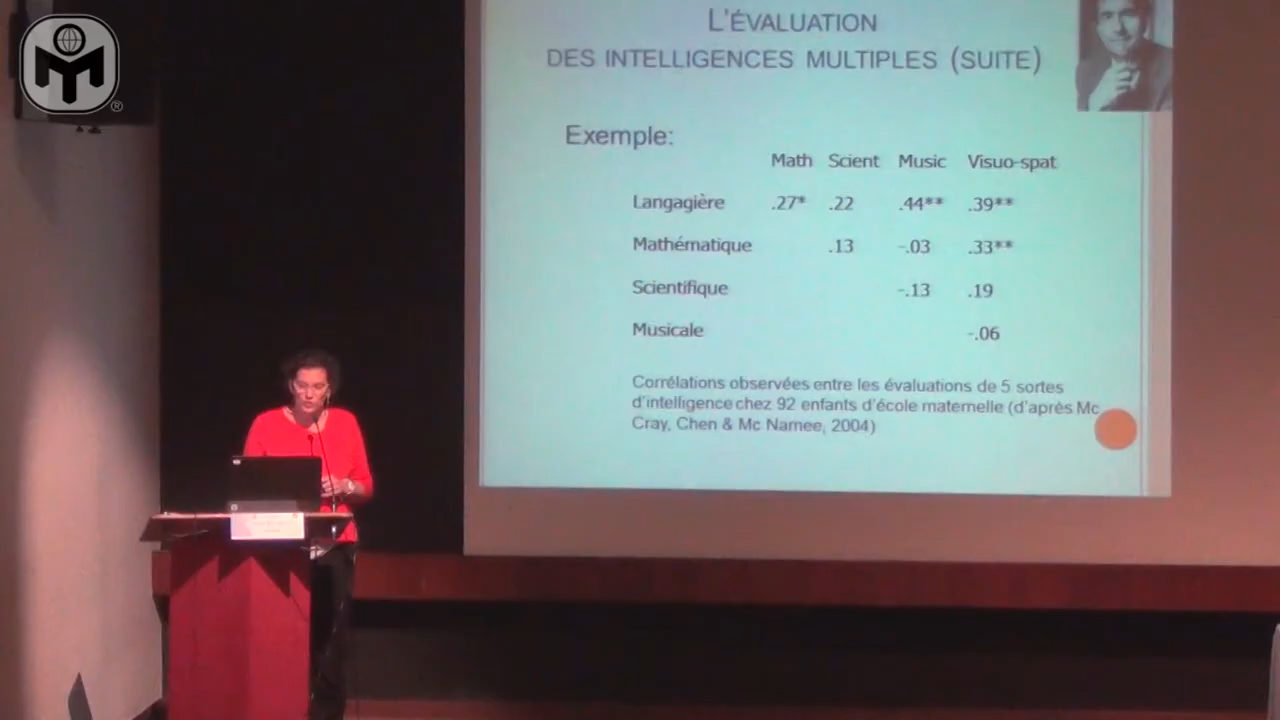 ®
L'ÉVALUATION
DES INTELLIGENCES MULTIPLES (SUITE)
Exemple:
Math Scient Music Visuo-spat
Langagière .27* .22 .44** .39**
Mathématique .13 -.03 .33**
Scientifique -.13 .19
Musicale -.06
Corrélations observées entre les évaluations de 5 sortes
d'intelligence chez 92 enfants d'école maternelle (d'après Mc
Cray, Chen & Mc Namee, 2004)